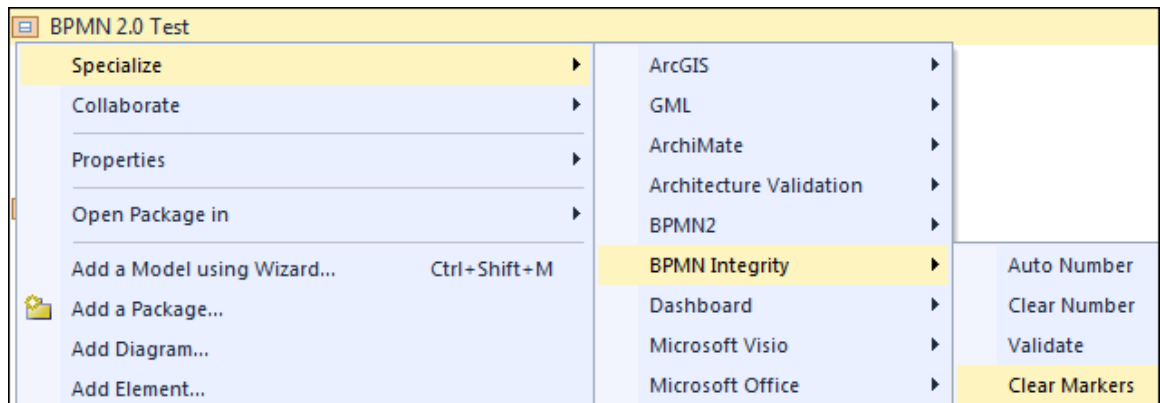 BPMN 2.0 Test
Specialize
Collaborate
Properties
Open Package in
Add a Model using Wizard... Ctrl+Shift+M
Add a Package...
Add Diagram...
Add Element...
ArcGIS
GML
ArchiMate
Architecture Validation
BPMN2
BPMN Integrity
Dashboard
Microsoft Visio
Microsoft Office
Auto Number
Clear Number
Validate
Clear Markers